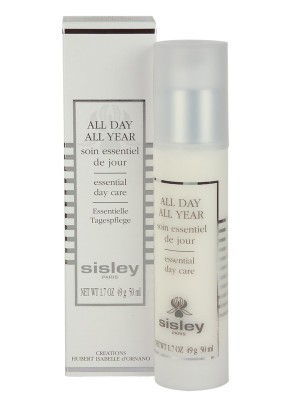 ALL DAY
ALL YEAR
soin essentiel
de jour
essential
day care
Essentielle
Tagespflege
sisley
PARIS
NET WT 1.7 OZ 49 g 50 ml
CREATIONS
HUBERT ISABELLE d'ORNANO
ALL DAY
ALL YEAR
soin essentiel
de jour
essential
day care
sisley
PARIS
NET WT 1.7 OZ 49 g 50 ml